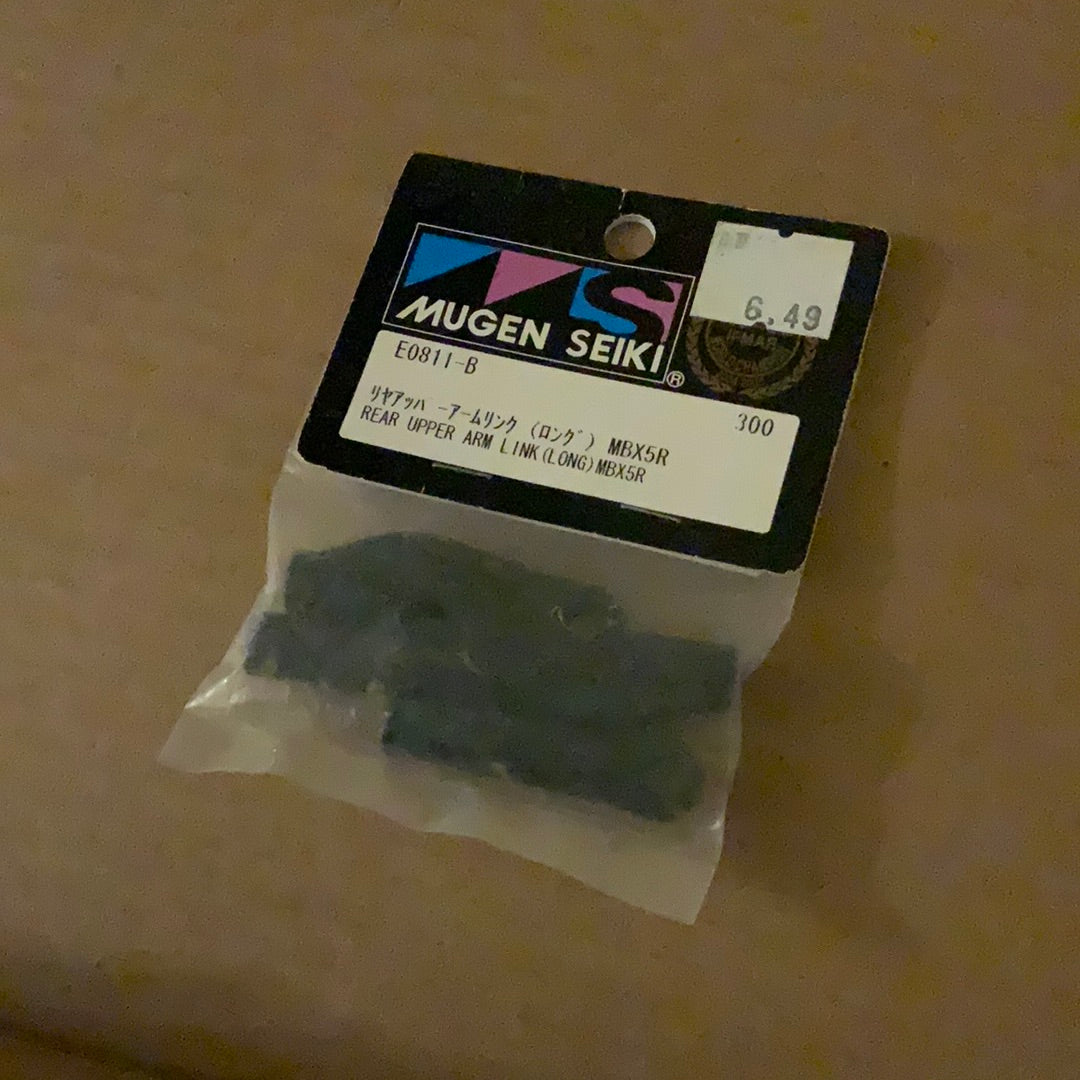 6.49
MUGEN SEIKI®
E0811-B
300
リヤアッパーアームリンク (ロング) MBX5R
REAR UPPER ARM LINK(LONG)MBX5R